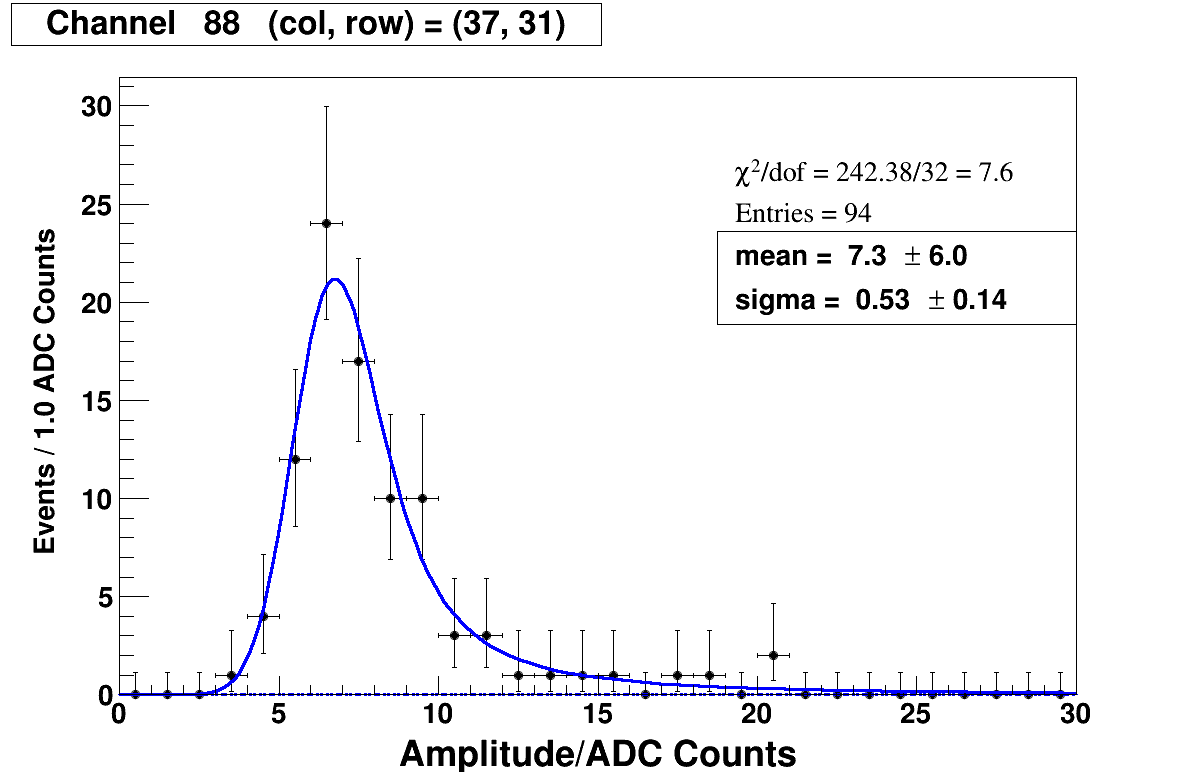 Channel 88 (col, row) = (37, 31)
Events / 1.0 ADC Counts
30
25
20
15
10
5
0
χ²/dof = 242.38/32 = 7.6
Entries = 94
mean = 7.3 ± 6.0
sigma = 0.53 ± 0.14
0 5 10 15 20 25 30
Amplitude/ADC Counts